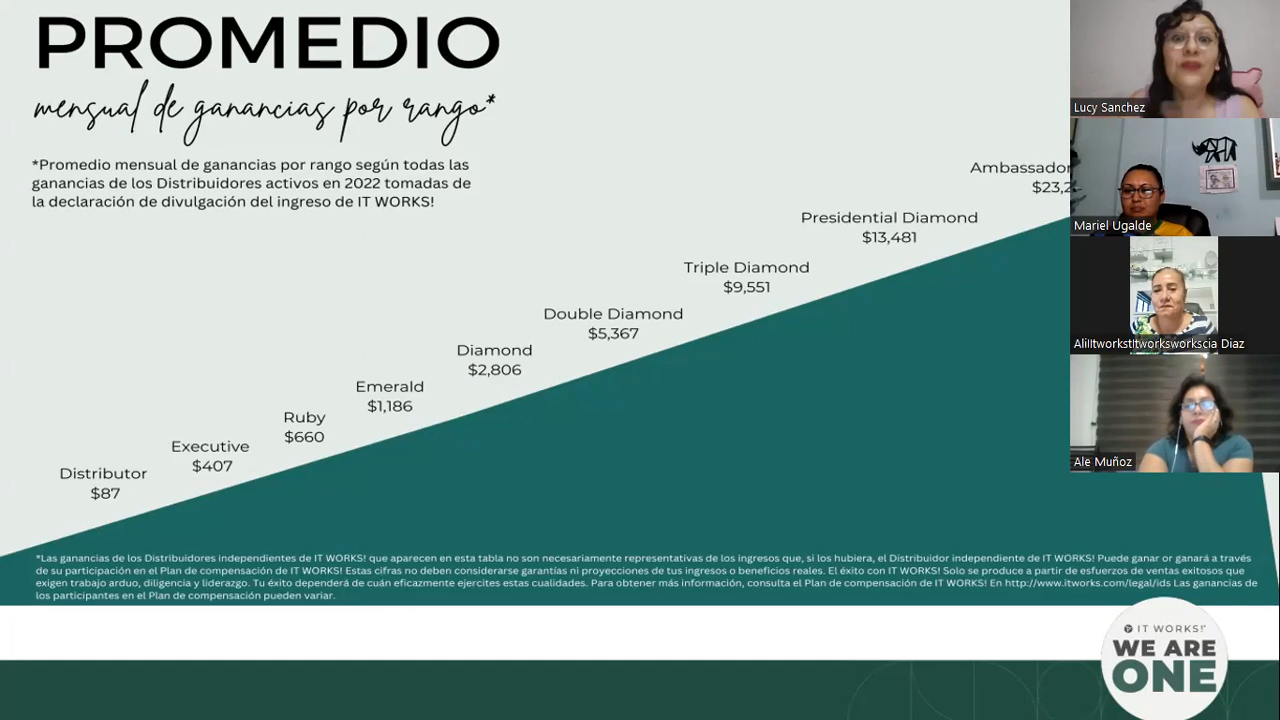 PROMEDIO
mensual de ganancias por rango*
*Promedio mensual de ganancias por rango según todas las
ganancias de los Distribuidores activos en 2022 tomadas de
la declaración de divulgación del ingreso de IT WORKS!
Distributor
$87
Executive
$407
Ruby
$660
Emerald
$1,186
Diamond
$2,806
Double Diamond
$5,367
Triple Diamond
$9,551
Presidential Diamond
$13,481
Ambassador
$23,2
*Las ganancias de los Distribuidores independientes de IT WORKS! que aparecen en esta tabla no son necesariamente representativas de los ingresos que, si los hubiera, el Distribuidor independiente de IT WORKS! Puede ganar or ganará a través
de su participación en el Plan de compensación de IT WORKS! Estas cifras no deben considerarse garantías ni proyecciones de tus ingresos o beneficios reales. El éxito con IT WORKS! Solo se produce a partir de esfuerzos de ventas exitosos que
exigen trabajo arduo, diligencia y liderazgo. Tu éxito dependerá de cuán eficazmente ejercites estas cualidades. Para obtener más información, consulta el Plan de compensación de IT WORKS! En http://www.itworks.com/legal/ids Las ganancias de
los participantes en el Plan de compensación pueden variar.
Lucy Sanchez
Mariel Ugalde
AliIItworkstItworksworkscia Diaz
Ale Muñoz
IT WORKS!
WE ARE
ONE